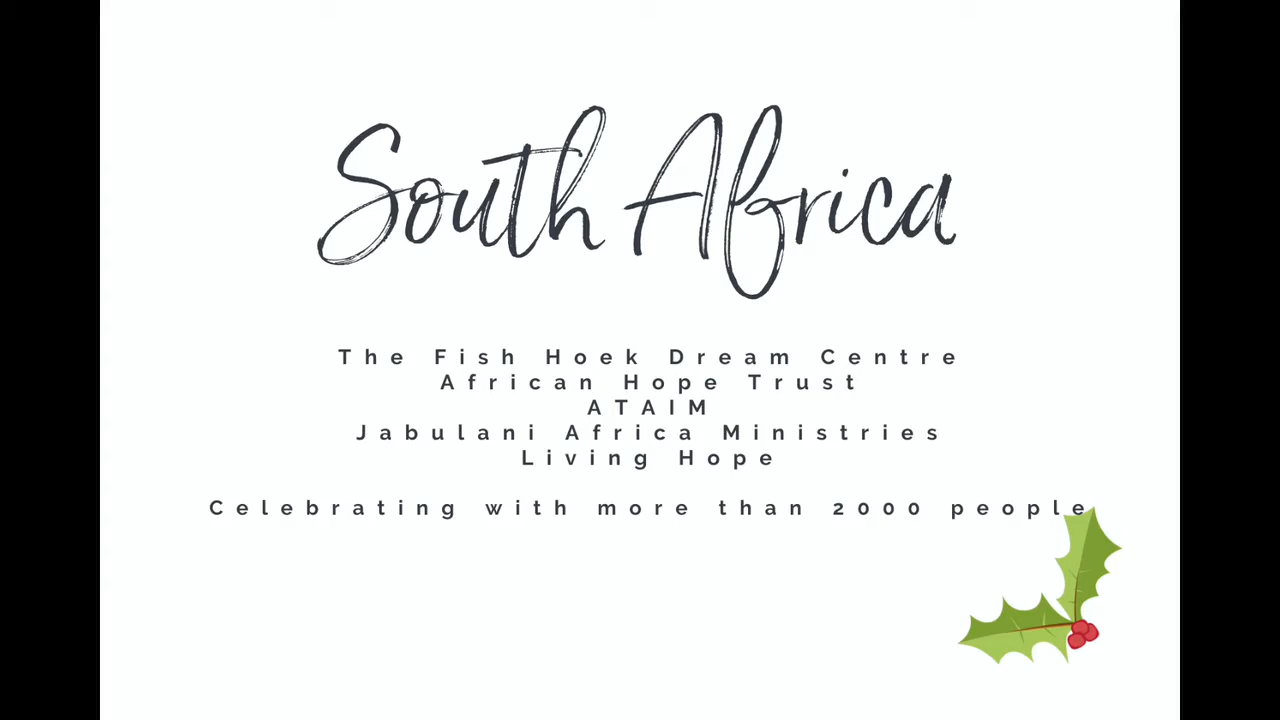 South Africa
The Fish Hoek Dream Centre
African Hope Trust
ATAIM
Jabulani Africa Ministries
Living Hope
Celebrating with more than 2000 people